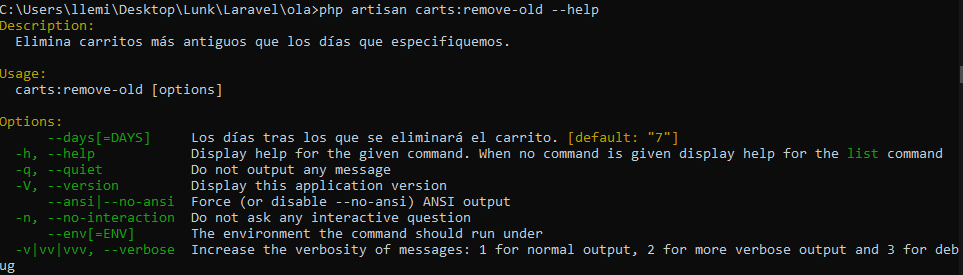 C:\Users\llemi\Desktop\Lunk\Laravel\ola>php artisan carts:remove-old --help
Description:
  Elimina carritos más antiguos que los días que especifiquemos.

Usage:
  carts:remove-old [options]

Options:
      --days[=DAYS]     Los días tras los que se eliminará el carrito. [default: "7"]
  -h, --help            Display help for the given command. When no command is given display help for the list command
  -q, --quiet           Do not output any message
  -V, --version         Display this application version
      --ansi|--no-ansi  Force (or disable --no-ansi) ANSI output
  -n, --no-interaction  Do not ask any interactive question
      --env[=ENV]       The environment the command should run under
  -v|vv|vvv, --verbose  Increase the verbosity of messages: 1 for normal output, 2 for more verbose output and 3 for deb
ug